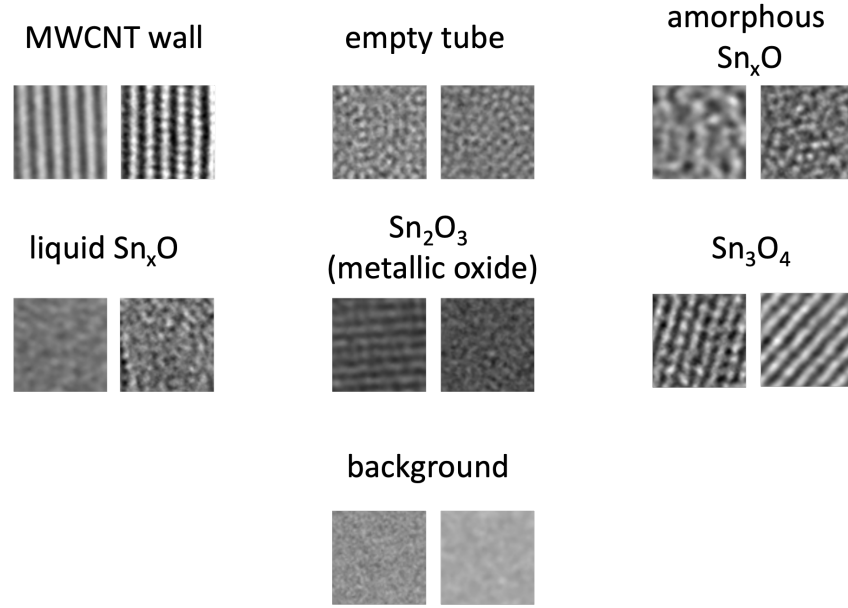 MWCNT wall
empty tube
amorphous
SnₓO
liquid SnₓO
Sn₂O₃
(metallic oxide)
Sn₃O₄
background